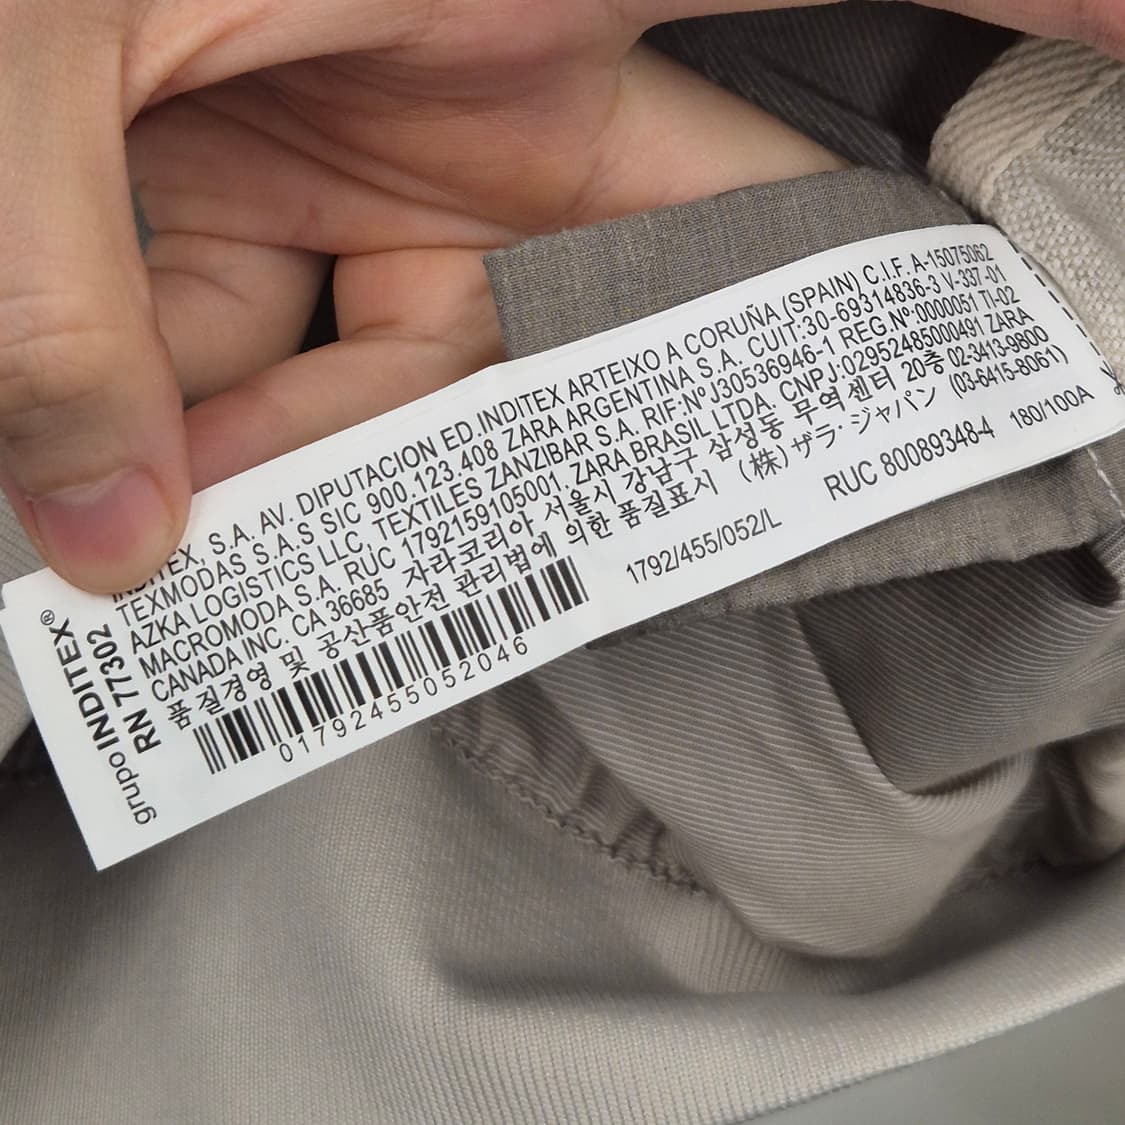 grupo INDITEX®
RN 77302
INDITEX, S.A. AV. DIPUTACION ED.INDITEX ARTEIXO A CORUÑA (SPAIN) C.I.F. A-15075062
TEXMODAS S.A.S SIC 900.123.408 ZARA ARGENTINA S.A. CUIT:30-69314836-3 V-337-01
AZKA LOGISTICS LLC, TEXTILES ZANZIBAR S.A. RIF:Nº J30536946-1 REG.Nº:0000051 TI-02
MACROMODA S.A. RUC 1792159105001. ZARA BRASIL LTDA. CNPJ:02952485000491 ZARA
CANADA INC. CA 36685 자라코리아 서울시 강남구 삼성동 무역센터 20층 02-3413-9800
품질경영 및 공산품안전 관리법에 의한 품질표시 (株)ザラ·ジャパン (03-6415-8061)
RUC 80089348-4 180/100A
1792/455/052/L
01792455052046